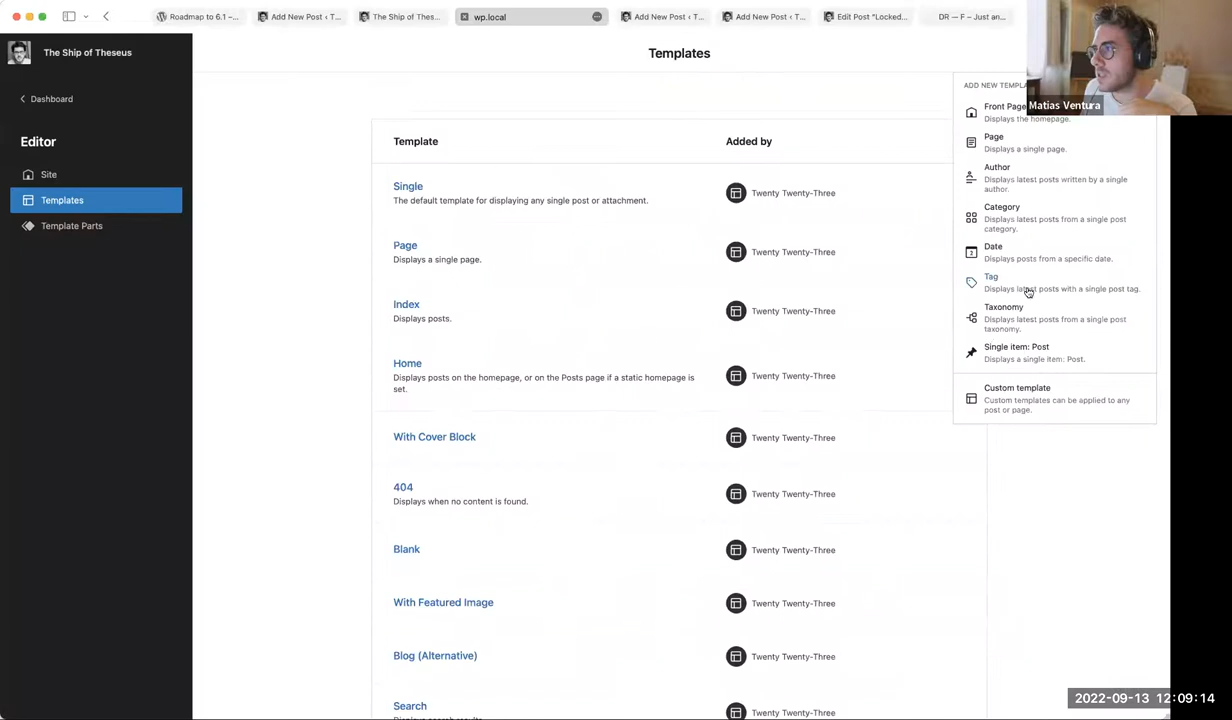 Roadmap to 6.1 –...
Add New Post ‹ T...
The Ship of Thes...
wp.local
Add New Post ‹ T...
Add New Post ‹ T...
Edit Post "Locked...
DR — F – Just an...
The Ship of Theseus
Templates
Dashboard
Editor
Site
Templates
Template Parts
Template
Added by
Single
The default template for displaying any single post or attachment.
Twenty Twenty-Three
Page
Displays a single page.
Twenty Twenty-Three
Index
Displays posts.
Twenty Twenty-Three
Home
Displays posts on the homepage, or on the Posts page if a static homepage is
set.
Twenty Twenty-Three
With Cover Block
Twenty Twenty-Three
404
Displays when no content is found.
Twenty Twenty-Three
Blank
Twenty Twenty-Three
With Featured Image
Twenty Twenty-Three
Blog (Alternative)
Twenty Twenty-Three
Search
Displays search results.
Twenty Twenty-Three
ADD NEW TEMPLA
Front Page
Displays the homepage.
Page
Displays a single page.
Author
Displays latest posts written by a single
author.
Category
Displays latest posts from a single post
category.
Date
Displays posts from a specific date.
Tag
Displays latest posts with a single post tag.
Taxonomy
Displays latest posts from a single post
taxonomy.
Single item: Post
Displays a single item: Post.
Custom template
Custom templates can be applied to any
post or page.
Matias Ventura
2022-09-13 12:09:14